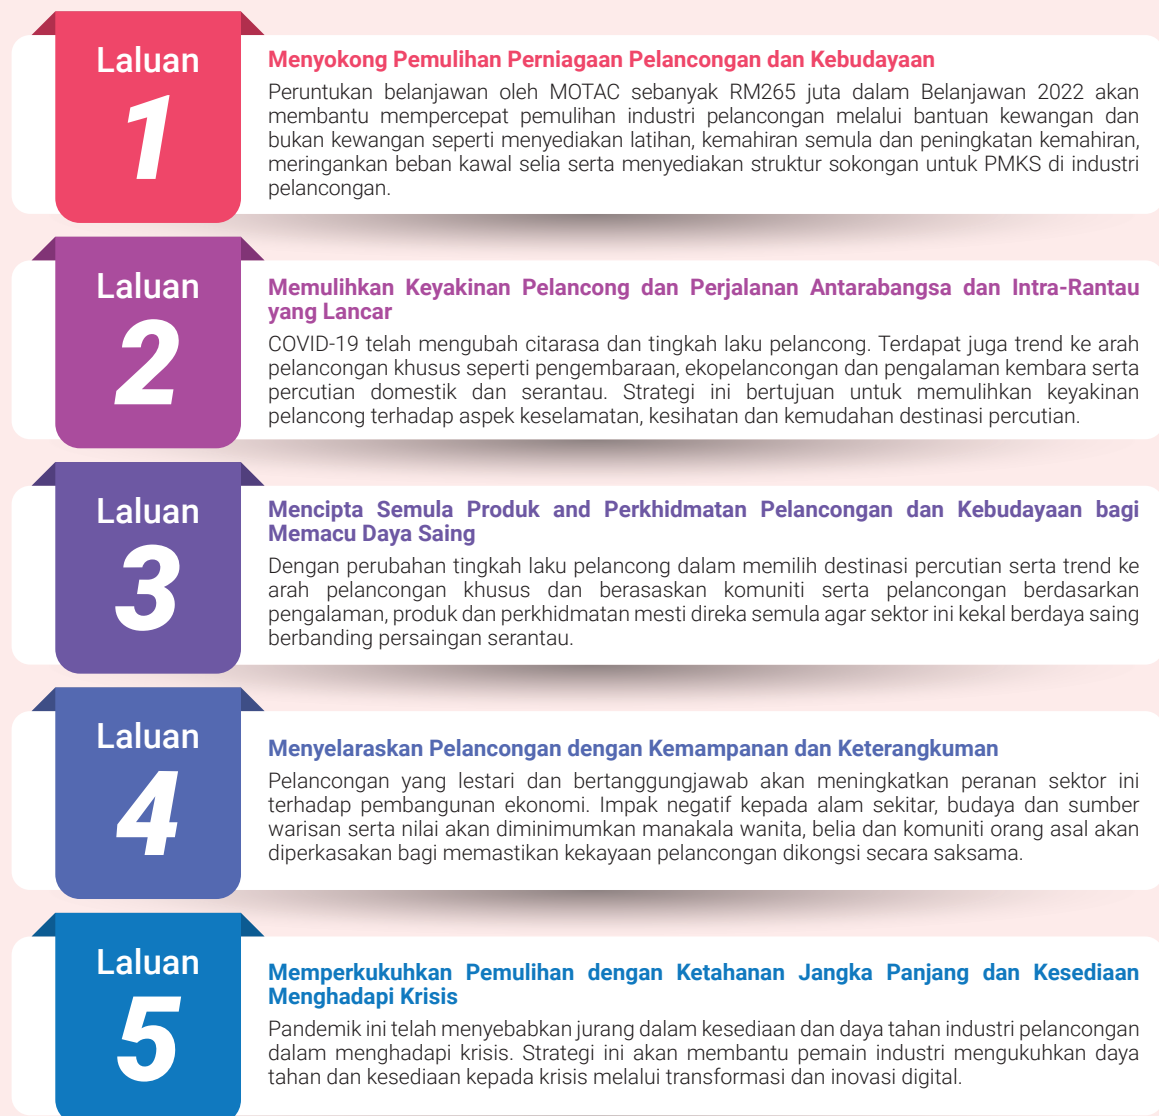 Laluan
1
Menyokong Pemulihan Perniagaan Pelancongan dan Kebudayaan
Peruntukan belanjawan oleh MOTAC sebanyak RM265 juta dalam Belanjawan 2022 akan
membantu mempercepat pemulihan industri pelancongan melalui bantuan kewangan dan
bukan kewangan seperti menyediakan latihan, kemahiran semula dan peningkatan kemahiran,
meringankan beban kawal selia serta menyediakan struktur sokongan untuk PMKS di industri
pelancongan.
Laluan
2
Memulihkan Keyakinan Pelancong dan Perjalanan Antarabangsa dan Intra-Rantau
yang Lancar
COVID-19 telah mengubah citarasa dan tingkah laku pelancong. Terdapat juga trend ke arah
pelancongan khusus seperti pengembaraan, ekopelancongan dan pengalaman kembara serta
percutian domestik dan serantau. Strategi ini bertujuan untuk memulihkan keyakinan
pelancong terhadap aspek keselamatan, kesihatan dan kemudahan destinasi percutian.
Laluan
3
Mencipta Semula Produk and Perkhidmatan Pelancongan dan Kebudayaan bagi
Memacu Daya Saing
Dengan perubahan tingkah laku pelancong dalam memilih destinasi percutian serta trend ke
arah pelancongan khusus dan berasaskan komuniti serta pelancongan berdasarkan
pengalaman, produk dan perkhidmatan mesti direka semula agar sektor ini kekal berdaya saing
berbanding persaingan serantau.
Laluan
4
Menyelaraskan Pelancongan dengan Kemampanan dan Keterangkuman
Pelancongan yang lestari dan bertanggungjawab akan meningkatkan peranan sektor ini
terhadap pembangunan ekonomi. Impak negatif kepada alam sekitar, budaya dan sumber
warisan serta nilai akan diminimumkan manakala wanita, belia dan komuniti orang asal akan
diperkasakan bagi memastikan kekayaan pelancongan dikongsi secara saksama.
Laluan
5
Memperkukuhkan Pemulihan dengan Ketahanan Jangka Panjang dan Kesediaan
Menghadapi Krisis
Pandemik ini telah menyebabkan jurang dalam kesediaan dan daya tahan industri pelancongan
dalam menghadapi krisis. Strategi ini akan membantu pemain industri mengukuhkan daya
tahan dan kesediaan kepada krisis melalui transformasi dan inovasi digital.